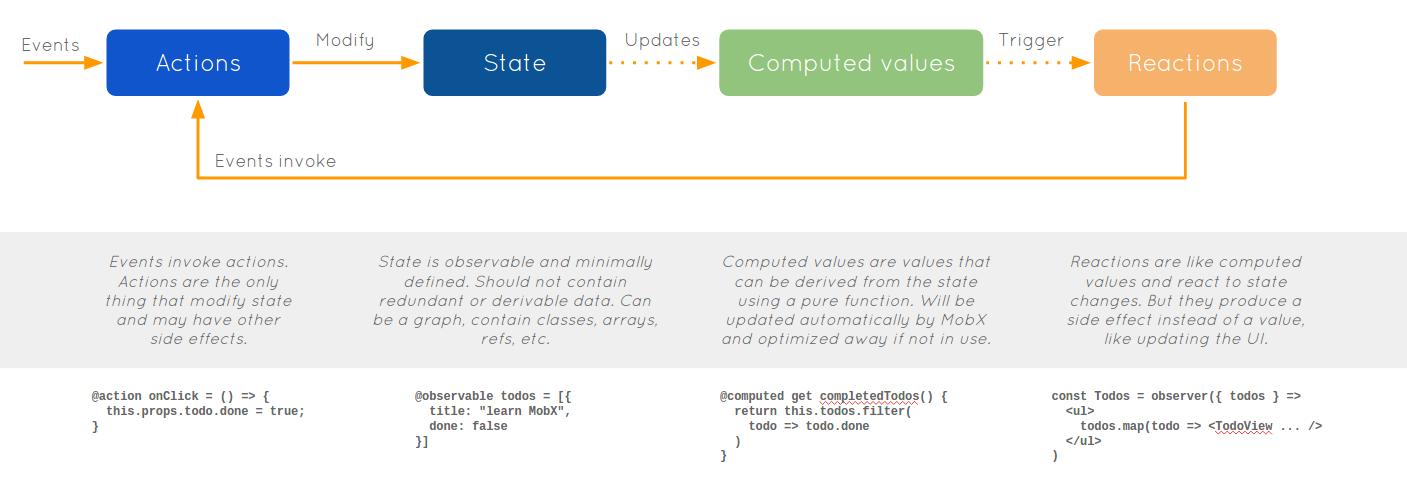 Events
Actions
Modify
State
Updates
Computed values
Trigger
Reactions
Events invoke
Events invoke actions.
Actions are the only
thing that modify state
and may have other
side effects.
State is observable and minimally
defined. Should not contain
redundant or derivable data. Can
be a graph, contain classes, arrays,
refs, etc.
Computed values are values that
can be derived from the state
using a pure function. Will be
updated automatically by MobX
and optimized away if not in use.
Reactions are like computed
values and react to state
changes. But they produce a
side effect instead of a value,
like updating the UI.
@action onClick = () => {
  this.props.todo.done = true;
}
@observable todos = [{
  title: "learn MobX",
  done: false
}]
@computed get completedTodos() {
  return this.todos.filter(
    todo => todo.done
  )
}
const Todos = observer({ todos } =>
  <ul>
    todos.map(todo => <TodoView ... />
  </ul>
)